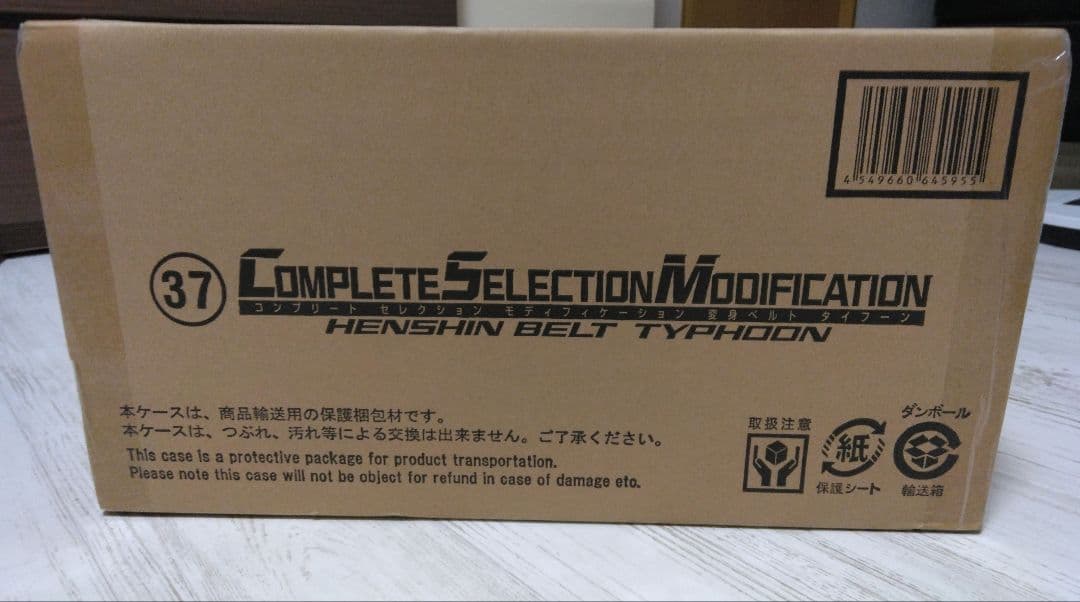 4 549660 645955
37
COMPLETE SELECTION MODIFICATION
コンプリート セレクション モディフィケーション 変身ベルト タイフーン
HENSHIN BELT TYPHOON
本ケースは、商品輸送用の保護梱包材です。
本ケースは、つぶれ、汚れ等による交換は出来ません。ご了承ください。
This case is a protective package for product transportation.
Please note this case will not be object for refund in case of damage etc.
取扱注意
紙
保護シート
ダンボール
輸送箱